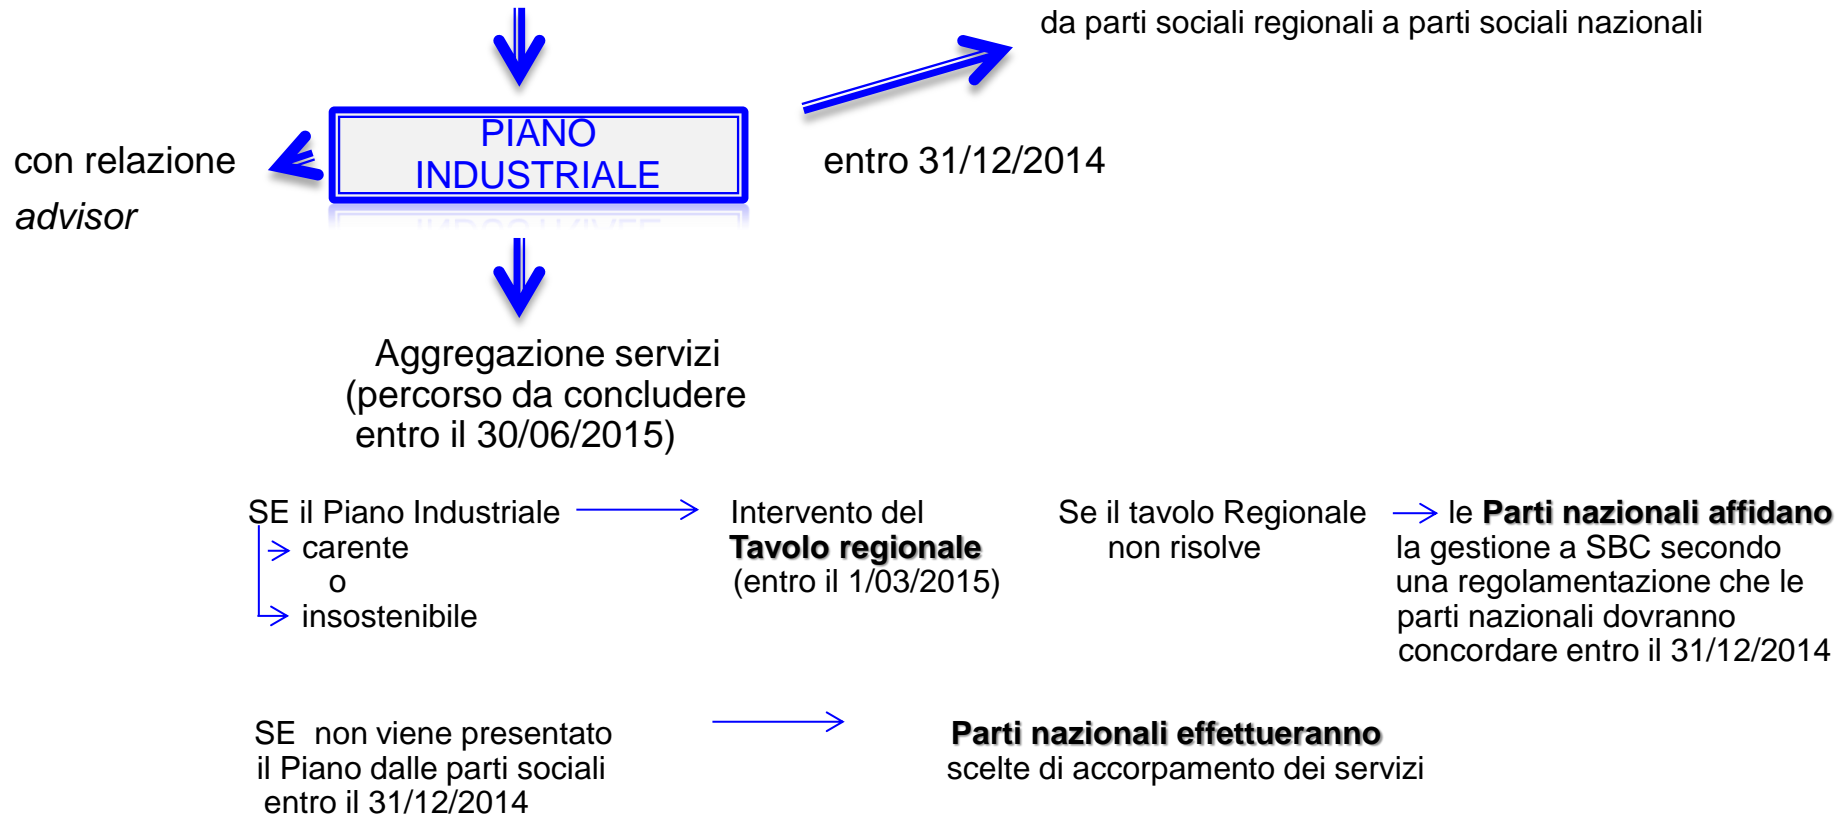 da parti sociali regionali a parti sociali nazionali
PIANO
INDUSTRIALE
con relazione
advisor
entro 31/12/2014
Aggregazione servizi
(percorso da concludere
entro il 30/06/2015)
SE il Piano Industriale
carente
o
insostenibile
Intervento del
Tavolo regionale
(entro il 1/03/2015)
Se il tavolo Regionale
non risolve
le Parti nazionali affidano
la gestione a SBC secondo
una regolamentazione che le
parti nazionali dovranno
concordare entro il 31/12/2014
SE non viene presentato
il Piano dalle parti sociali
entro il 31/12/2014
Parti nazionali effettueranno
scelte di accorpamento dei servizi